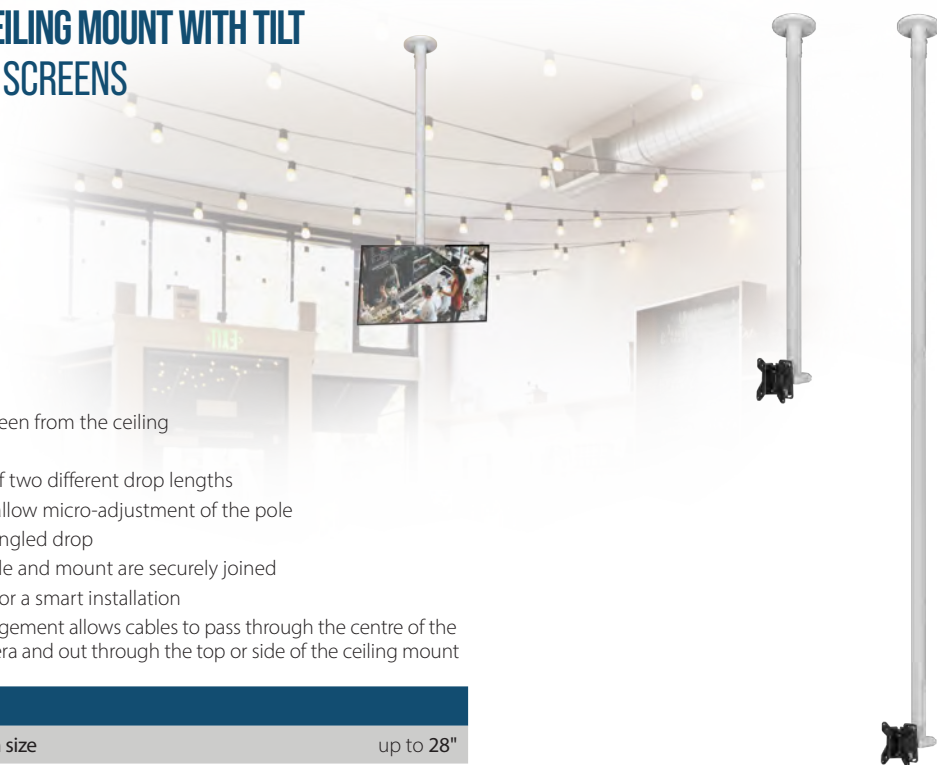 EILING MOUNT WITH TILT
SCREENS
een from the ceiling
f two different drop lengths
allow micro-adjustment of the pole
ngled drop
le and mount are securely joined
or a smart installation
gement allows cables to pass through the centre of the
era and out through the top or side of the ceiling mount
size up to 28"